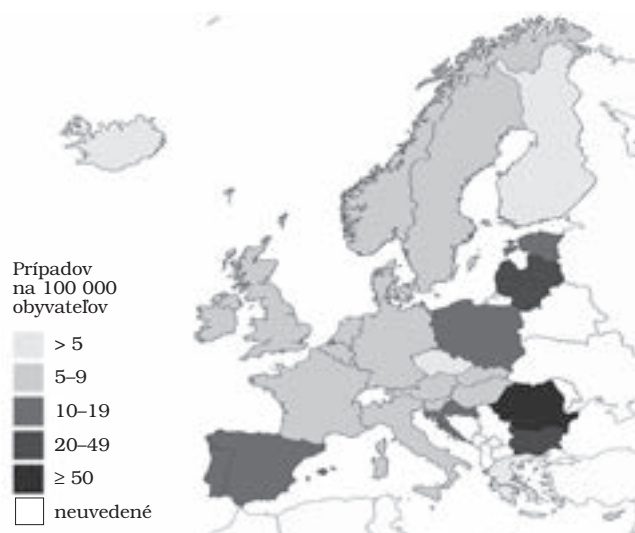 Prípadov
na 100 000
obyvateľov
> 5
5–9
10–19
20–49
≥ 50
neuvedené